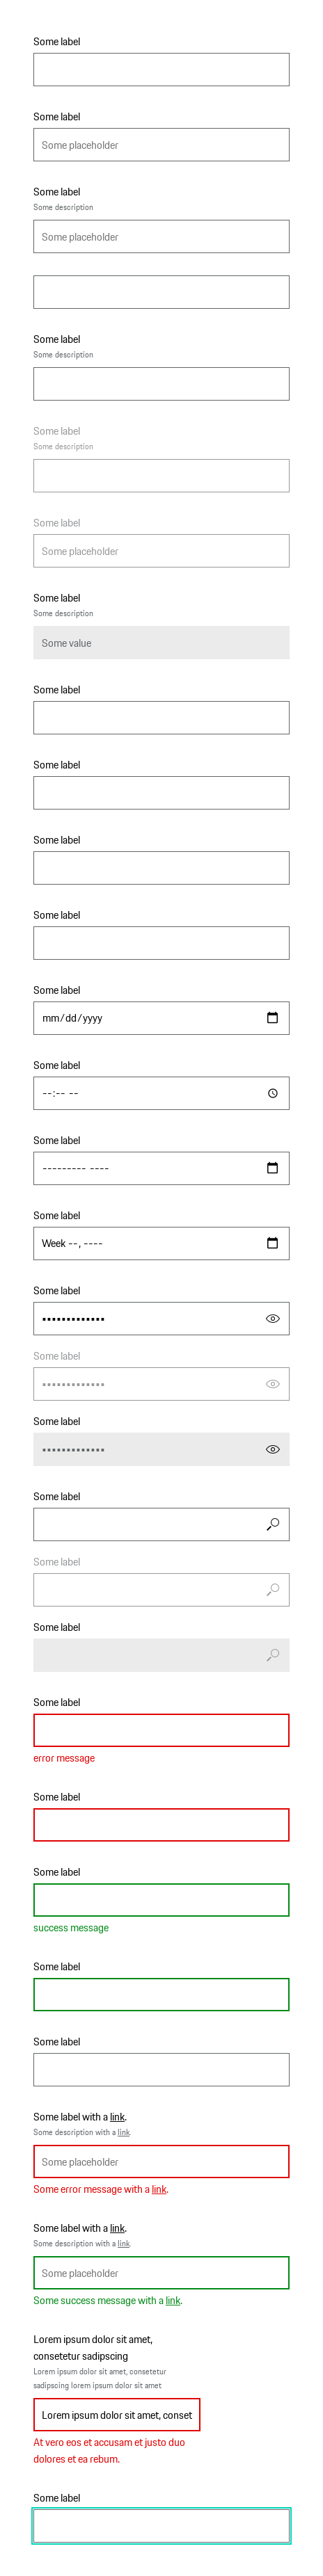 Some label
Some label
Some placeholder
Some label
Some description
Some placeholder
Some label
Some description
Some label
Some description
Some label
Some placeholder
Some label
Some description
Some value
Some label
Some label
Some label
Some label
Some label
mm/dd/yyyy
Some label
--:-- --
Some label
--------- ----
Some label
Week --, ----
Some label
•••••••••••••
Some label
•••••••••••••
Some label
•••••••••••••
Some label
Some label
Some label
Some label
error message
Some label
Some label
success message
Some label
Some label
Some label with a link.
Some description with a link.
Some placeholder
Some error message with a link.
Some label with a link.
Some description with a link.
Some placeholder
Some success message with a link.
Lorem ipsum dolor sit amet,
consetetur sadipscing
Lorem ipsum dolor sit amet, consetetur
sadipscing lorem ipsum dolor sit amet
Lorem ipsum dolor sit amet, conset
At vero eos et accusam et justo duo
dolores et ea rebum.
Some label